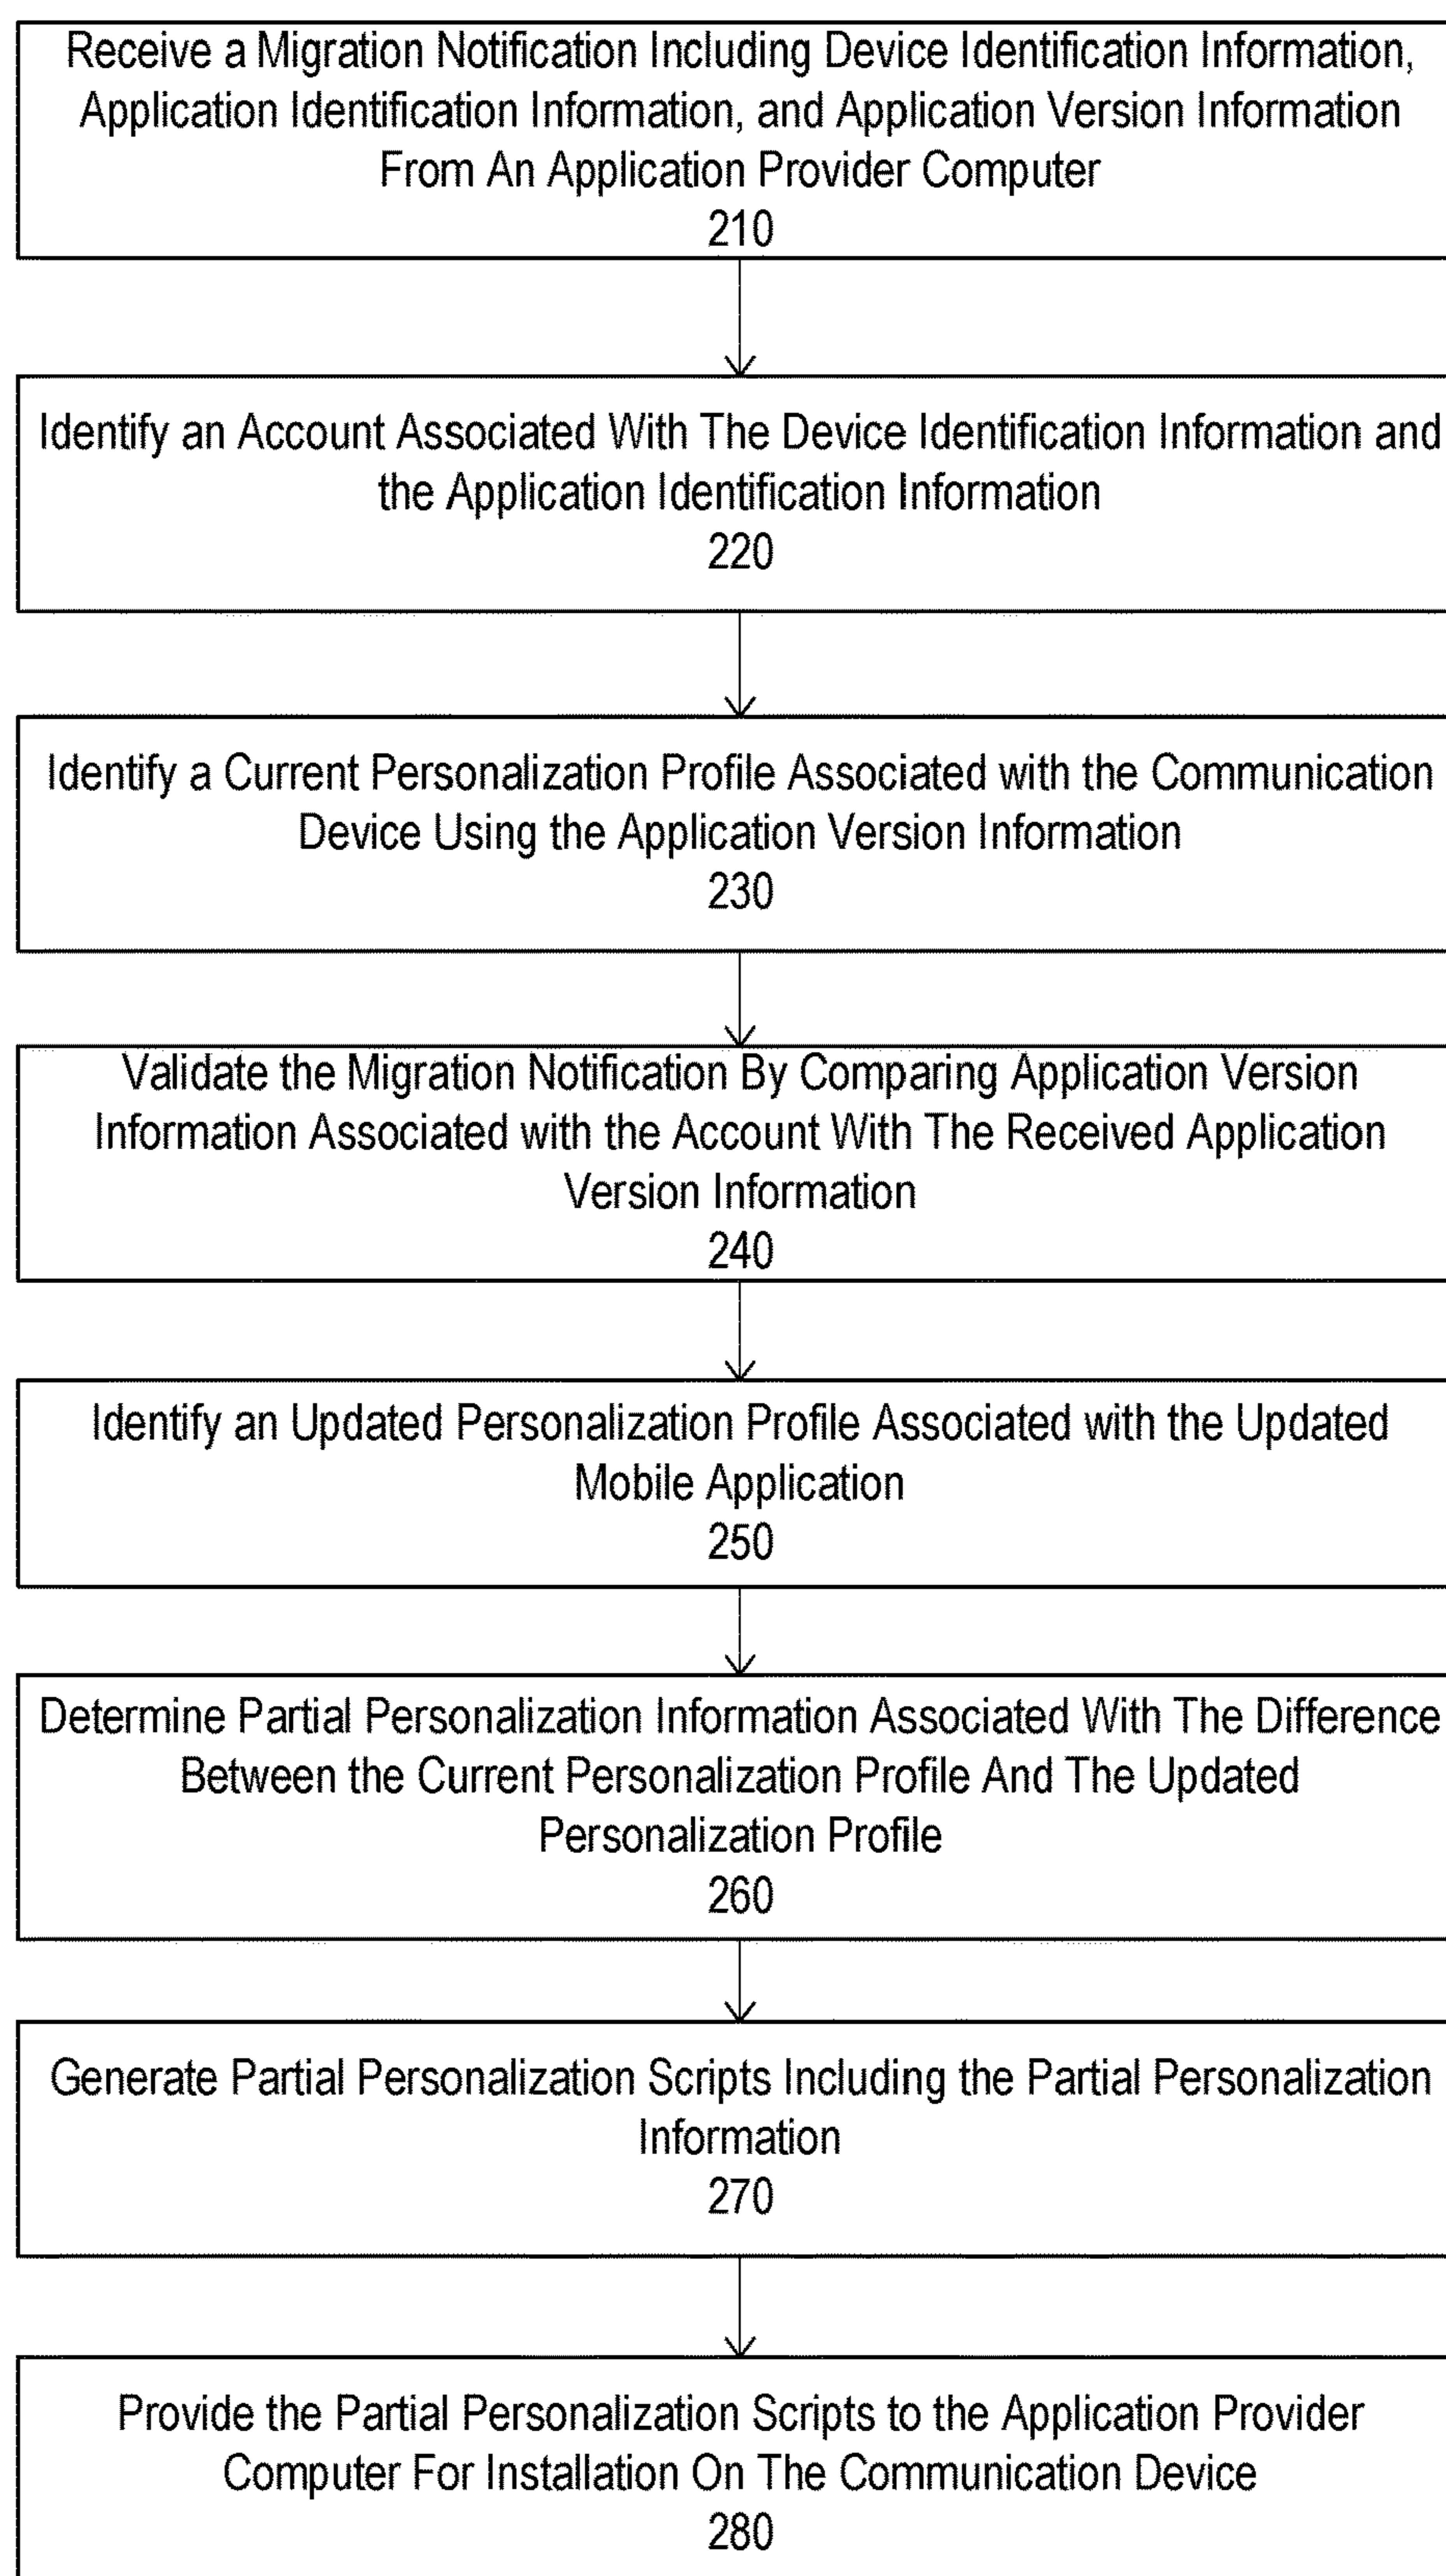 Receive a Migration Notification Including Device Identification Information,
Application Identification Information, and Application Version Information
From An Application Provider Computer
210
Identify an Account Associated With The Device Identification Information and
the Application Identification Information
220
Identify a Current Personalization Profile Associated with the Communication
Device Using the Application Version Information
230
Validate the Migration Notification By Comparing Application Version
Information Associated with the Account With The Received Application
Version Information
240
Identify an Updated Personalization Profile Associated with the Updated
Mobile Application
250
Determine Partial Personalization Information Associated With The Difference
Between the Current Personalization Profile And The Updated
Personalization Profile
260
Generate Partial Personalization Scripts Including the Partial Personalization
Information
270
Provide the Partial Personalization Scripts to the Application Provider
Computer For Installation On The Communication Device
280